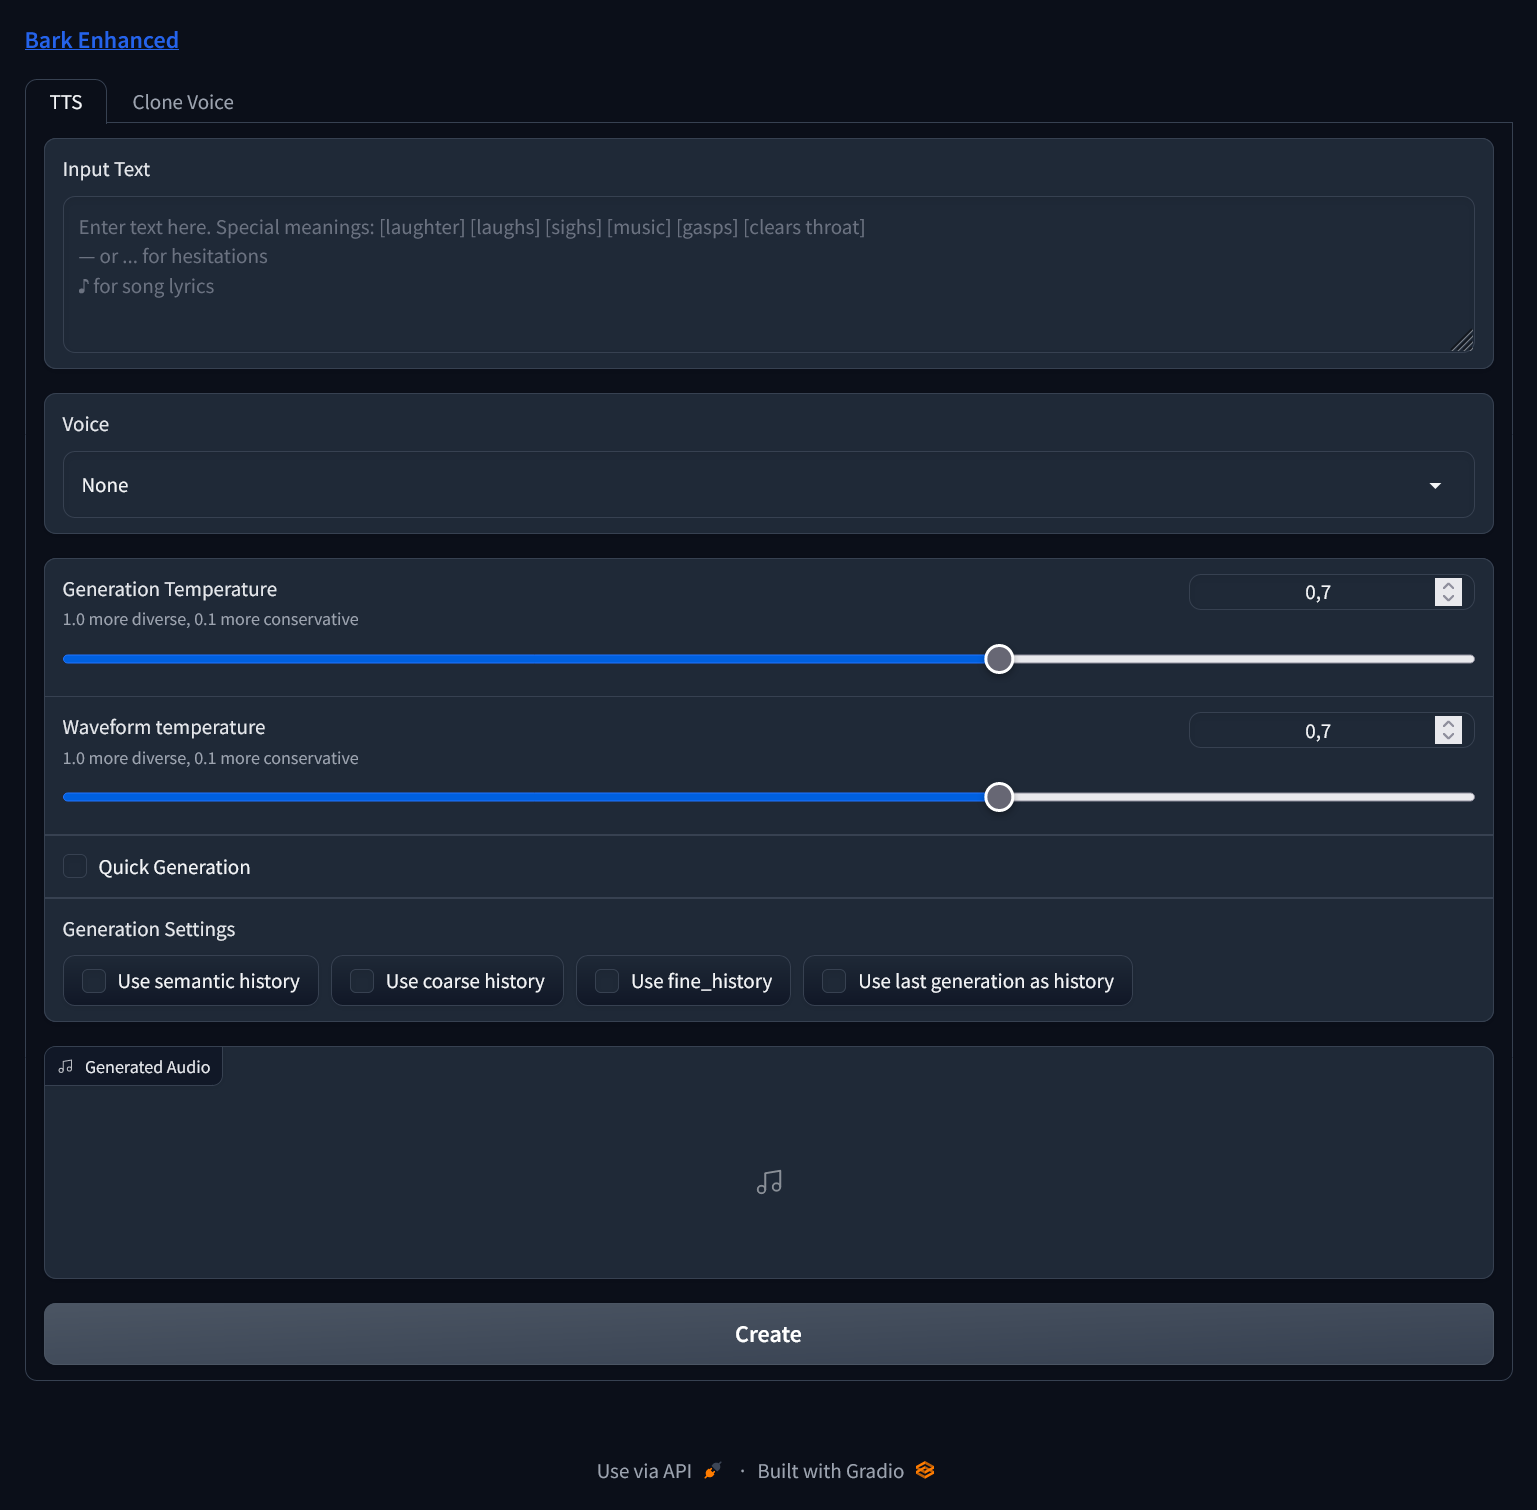 Bark Enhanced
TTS
Clone Voice
Input Text
Enter text here. Special meanings: [laughter] [laughs] [sighs] [music] [gasps] [clears throat]
— or ... for hesitations
♪ for song lyrics
Voice
None
Generation Temperature
0,7
1.0 more diverse, 0.1 more conservative
Waveform temperature
0,7
1.0 more diverse, 0.1 more conservative
Quick Generation
Generation Settings
Use semantic history
Use coarse history
Use fine_history
Use last generation as history
Generated Audio
Create
Use via API · Built with Gradio